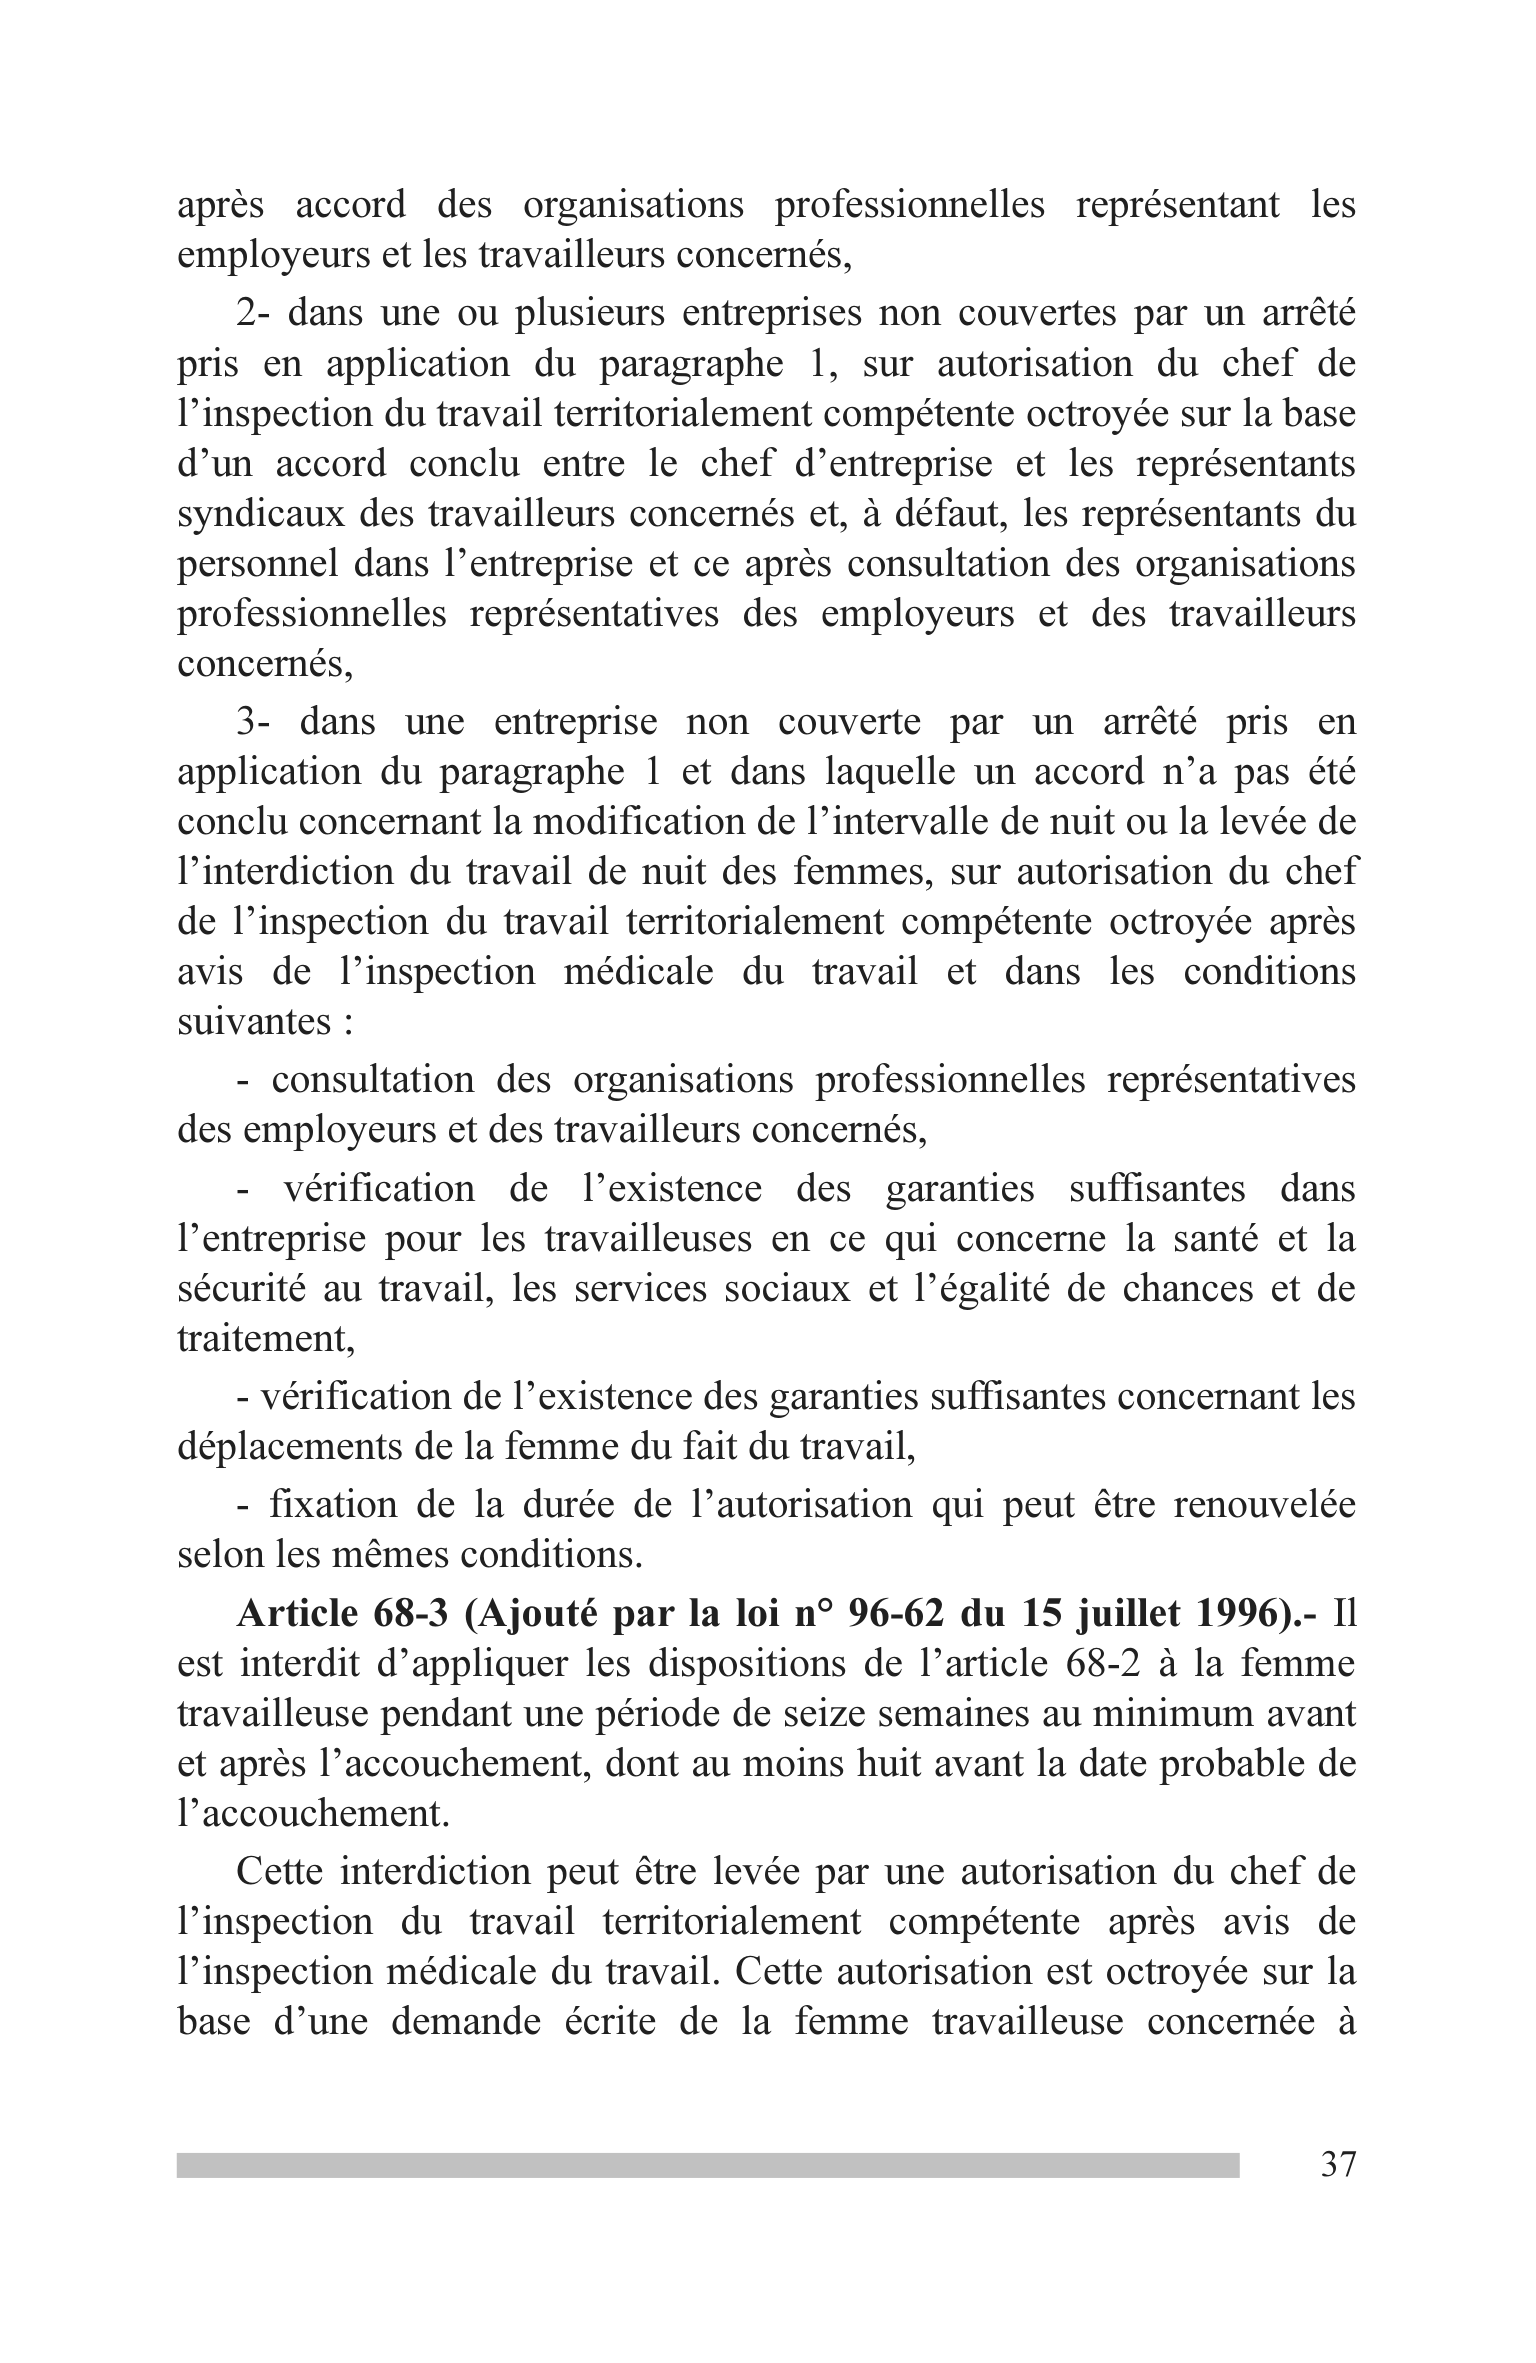 après accord des organisations professionnelles représentant les
employeurs et les travailleurs concernés,
2- dans une ou plusieurs entreprises non couvertes par un arrêté
pris en application du paragraphe 1, sur autorisation du chef de
l’inspection du travail territorialement compétente octroyée sur la base
d’un accord conclu entre le chef d’entreprise et les représentants
syndicaux des travailleurs concernés et, à défaut, les représentants du
personnel dans l’entreprise et ce après consultation des organisations
professionnelles représentatives des employeurs et des travailleurs
concernés,
3- dans une entreprise non couverte par un arrêté pris en
application du paragraphe 1 et dans laquelle un accord n’a pas été
conclu concernant la modification de l’intervalle de nuit ou la levée de
l’interdiction du travail de nuit des femmes, sur autorisation du chef
de l’inspection du travail territorialement compétente octroyée après
avis de l’inspection médicale du travail et dans les conditions
suivantes :
- consultation des organisations professionnelles représentatives
des employeurs et des travailleurs concernés,
- vérification de l’existence des garanties suffisantes dans
l’entreprise pour les travailleuses en ce qui concerne la santé et la
sécurité au travail, les services sociaux et l’égalité de chances et de
traitement,
- vérification de l’existence des garanties suffisantes concernant les
déplacements de la femme du fait du travail,
- fixation de la durée de l’autorisation qui peut être renouvelée
selon les mêmes conditions.
Article 68-3 (Ajouté par la loi n° 96-62 du 15 juillet 1996).- Il
est interdit d’appliquer les dispositions de l’article 68-2 à la femme
travailleuse pendant une période de seize semaines au minimum avant
et après l’accouchement, dont au moins huit avant la date probable de
l’accouchement.
Cette interdiction peut être levée par une autorisation du chef de
l’inspection du travail territorialement compétente après avis de
l’inspection médicale du travail. Cette autorisation est octroyée sur la
base d’une demande écrite de la femme travailleuse concernée à
37